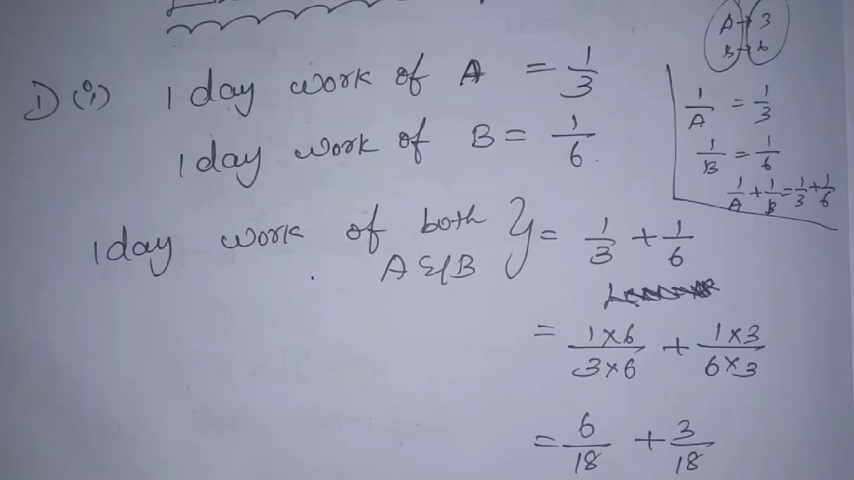 A → 3
B → 6
1) (i) 1 day work of A = 1/3
1 day work of B = 1/6.
1/A = 1/3
1/B = 1/6
1/A + 1/B = 1/3 + 1/6
1 day work of both A & B } = 1/3 + 1/6
= 1×6/3×6 + 1×3/6×3
= 6/18 + 3/18